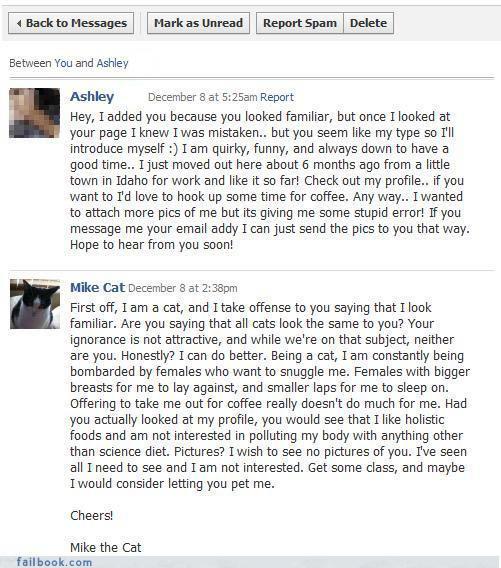 Back to Messages Mark as Unread Report Spam Delete
Between You and Ashley
Ashley December 8 at 5:25am Report
Hey, I added you because you looked familiar, but once I looked at
your page I knew I was mistaken.. but you seem like my type so I'll
introduce myself :) I am quirky, funny, and always down to have a
good time.. I just moved out here about 6 months ago from a little
town in Idaho for work and like it so far! Check out my profile.. if you
want to I'd love to hook up some time for coffee. Any way.. I wanted
to attach more pics of me but its giving me some stupid error! If you
message me your email addy I can just send the pics to you that way.
Hope to hear from you soon!
Mike Cat December 8 at 2:38pm
First off, I am a cat, and I take offense to you saying that I look
familiar. Are you saying that all cats look the same to you? Your
ignorance is not attractive, and while we're on that subject, neither
are you. Honestly? I can do better. Being a cat, I am constantly being
bombarded by females who want to snuggle me. Females with bigger
breasts for me to lay against, and smaller laps for me to sleep on.
Offering to take me out for coffee really doesn't do much for me. Had
you actually looked at my profile, you would see that I like holistic
foods and am not interested in polluting my body with anything other
than science diet. Pictures? I wish to see no pictures of you. I've seen
all I need to see and I am not interested. Get some class, and maybe
I would consider letting you pet me.
Cheers!
Mike the Cat
failbook.com